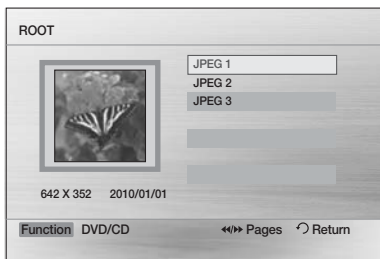 ROOT
JPEG 1
JPEG 2
JPEG 3
642 X 352 2010/01/01
Function DVD/CD ◀◀/▶▶ Pages ↶ Return